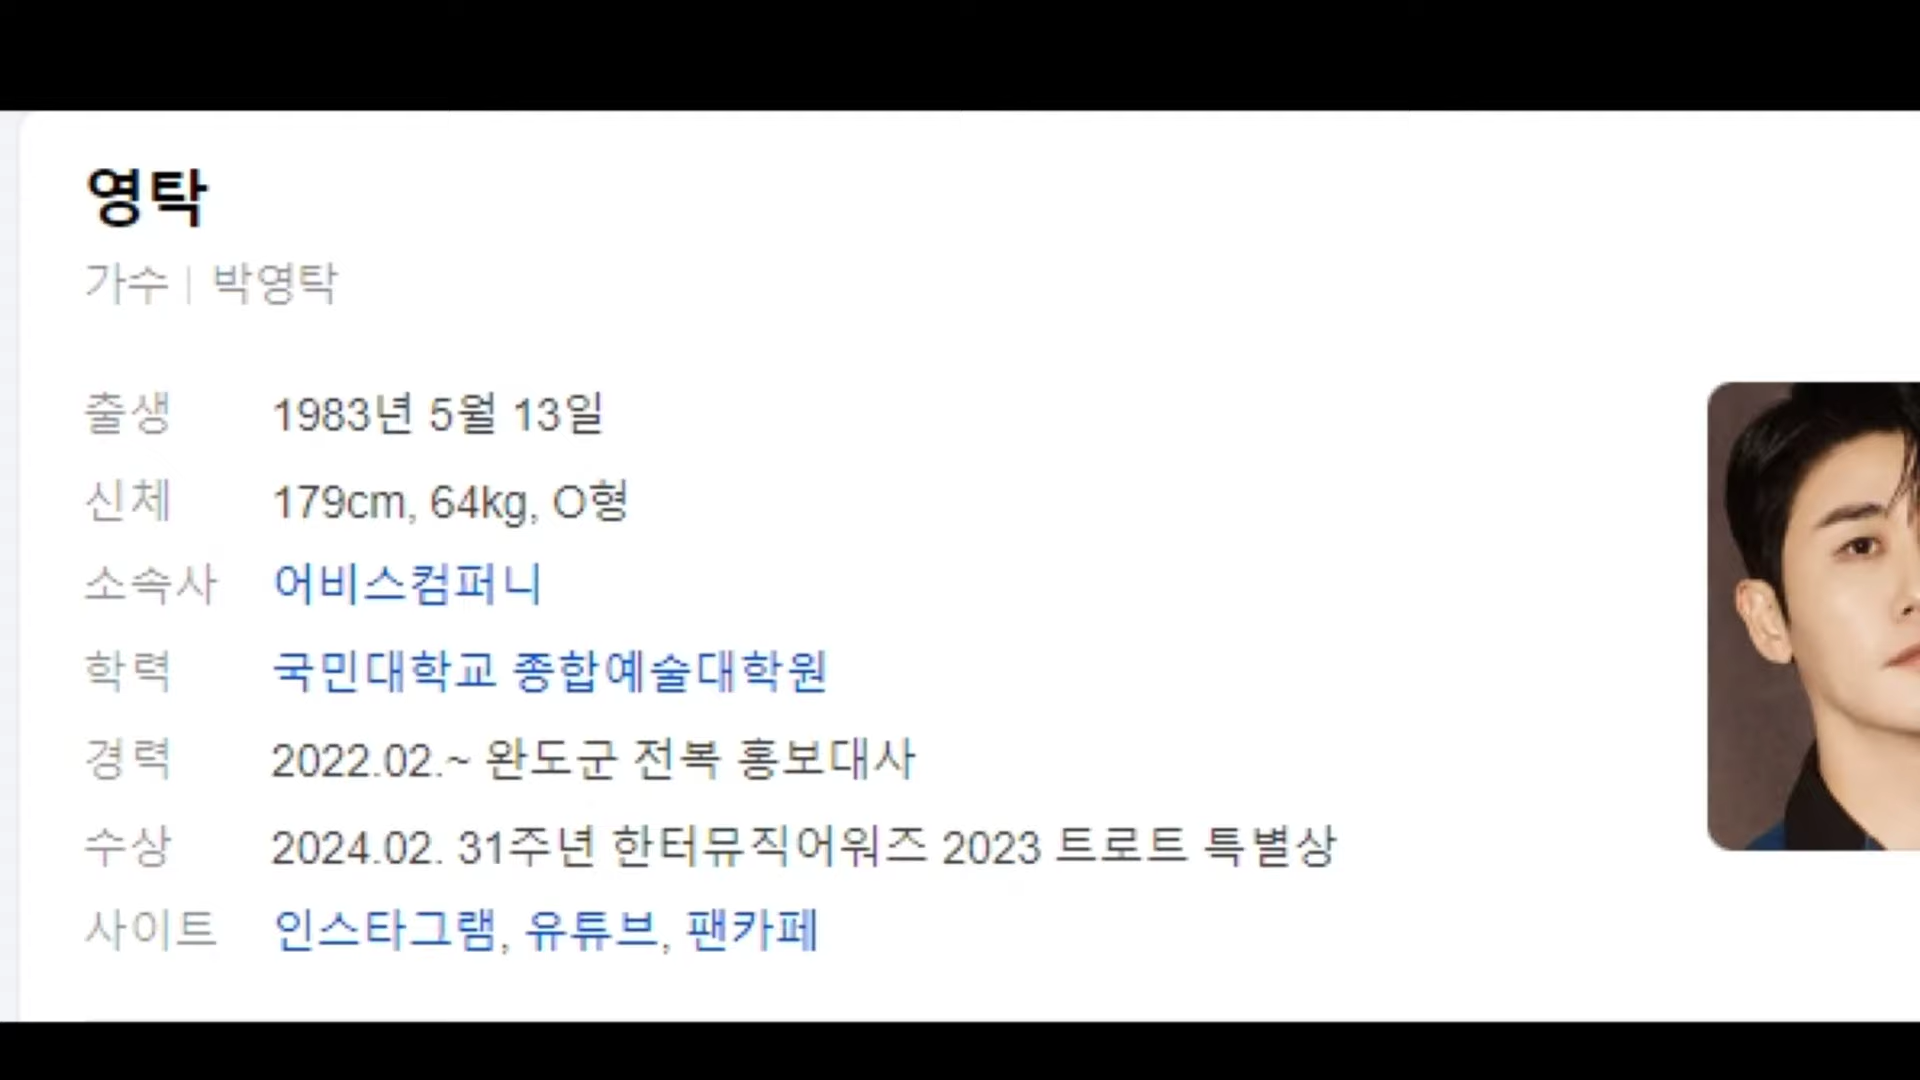 영탁
가수 | 박영탁
출생 1983년 5월 13일
신체 179cm, 64kg, O형
소속사 어비스컴퍼니
학력 국민대학교 종합예술대학원
경력 2022.02.~ 완도군 전복 홍보대사
수상 2024.02. 31주년 한터뮤직어워즈 2023 트로트 특별상
사이트 인스타그램, 유튜브, 팬카페